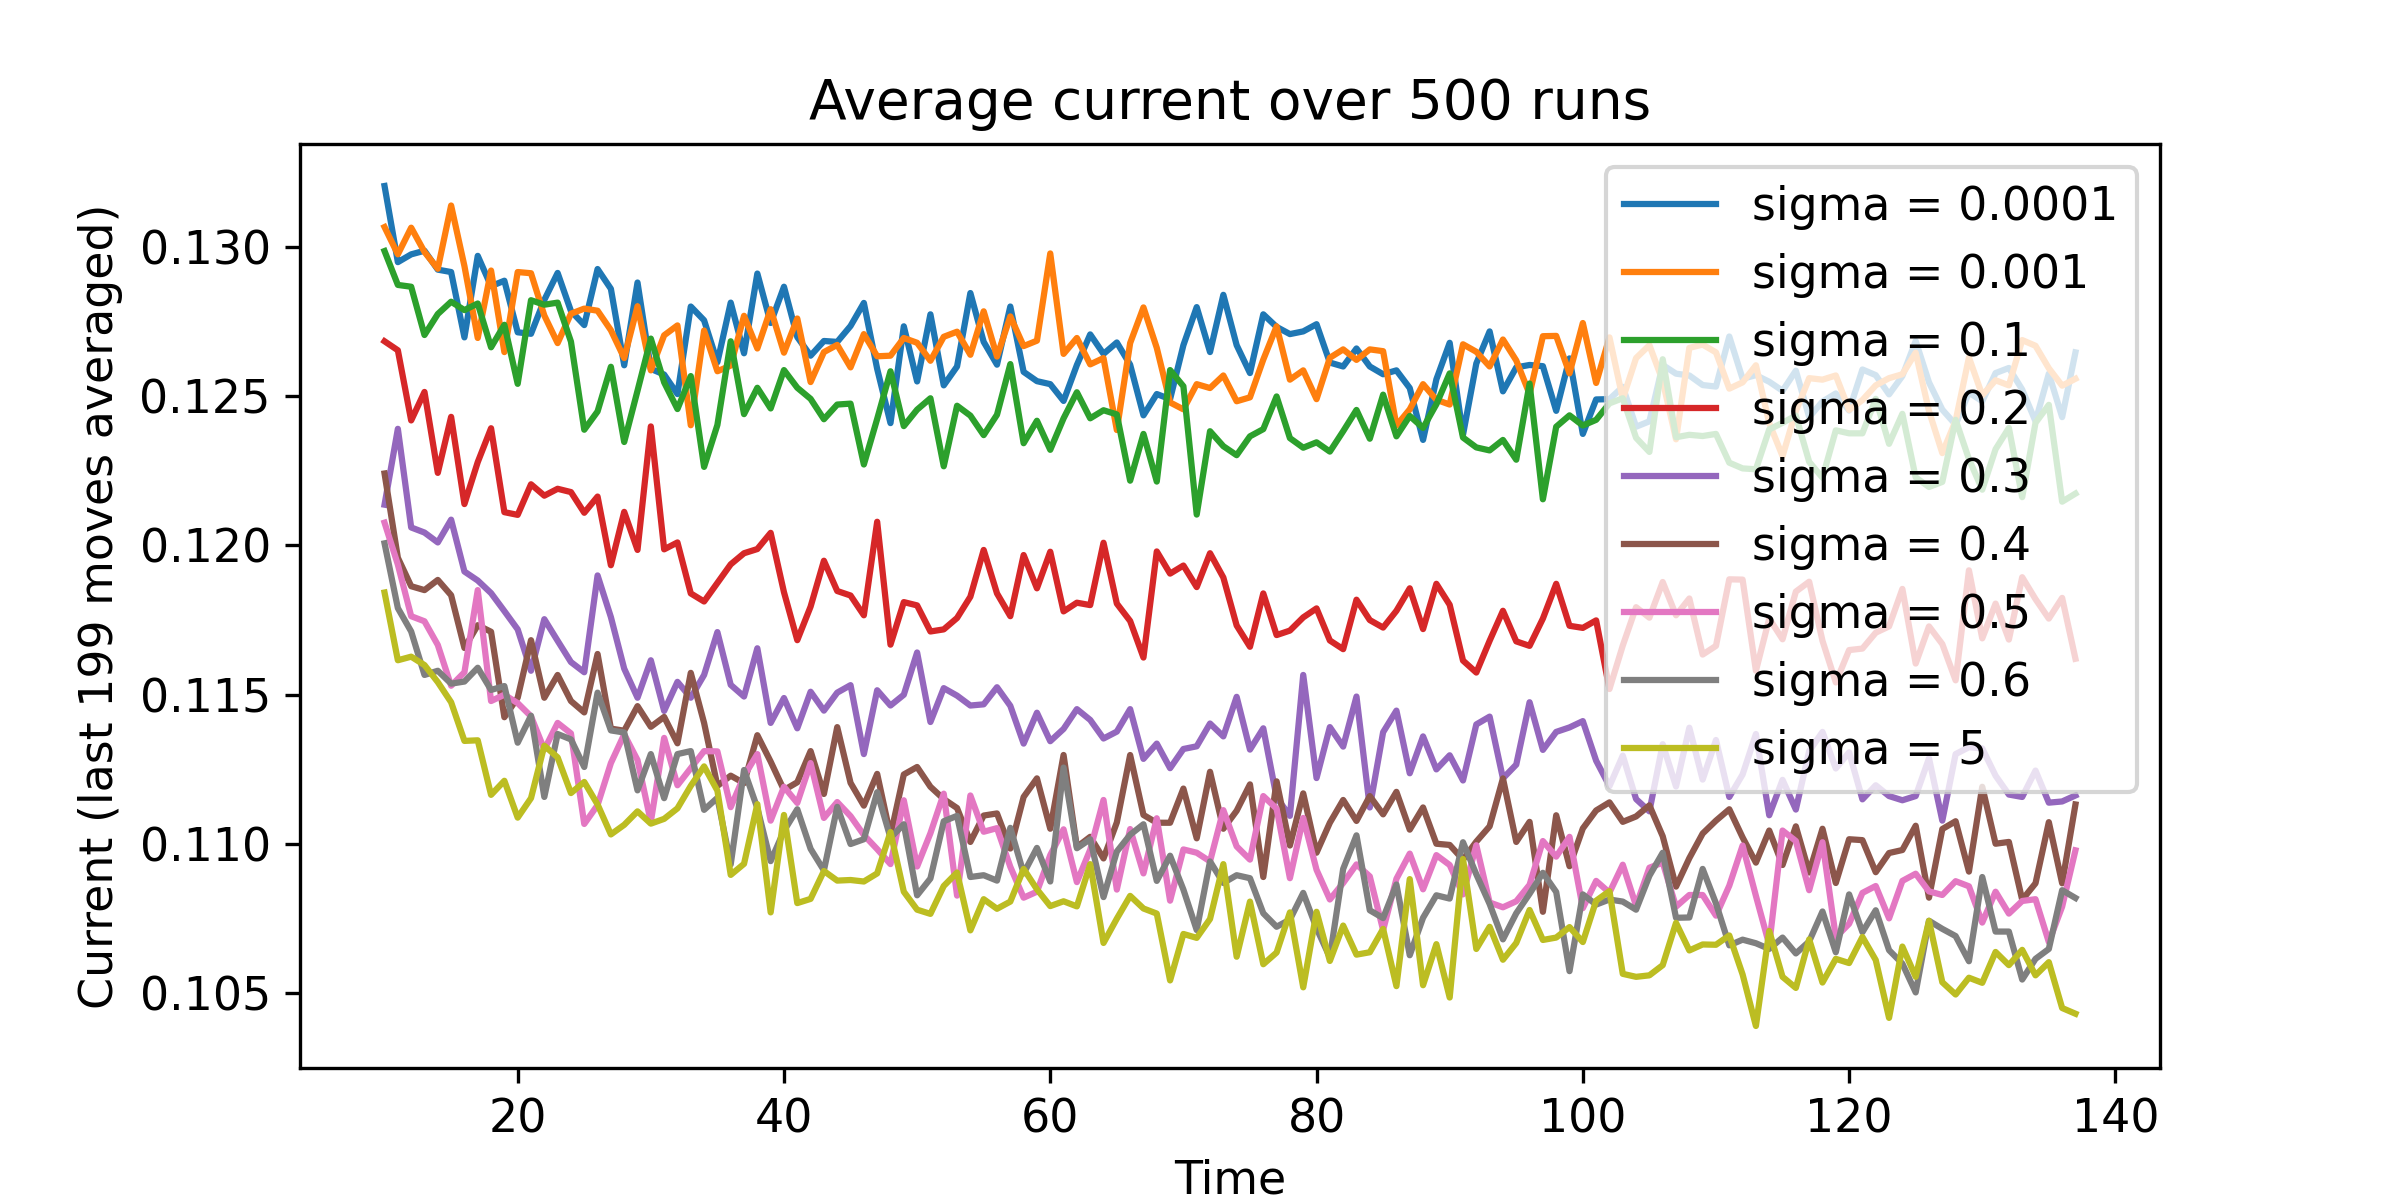 Average current over 500 runs
Current (last 199 moves averaged)
0.130
0.125
0.120
0.115
0.110
0.105
sigma = 0.0001
sigma = 0.001
sigma = 0.1
sigma = 0.2
sigma = 0.3
sigma = 0.4
sigma = 0.5
sigma = 0.6
sigma = 5
20 40 60 80 100 120 140
Time